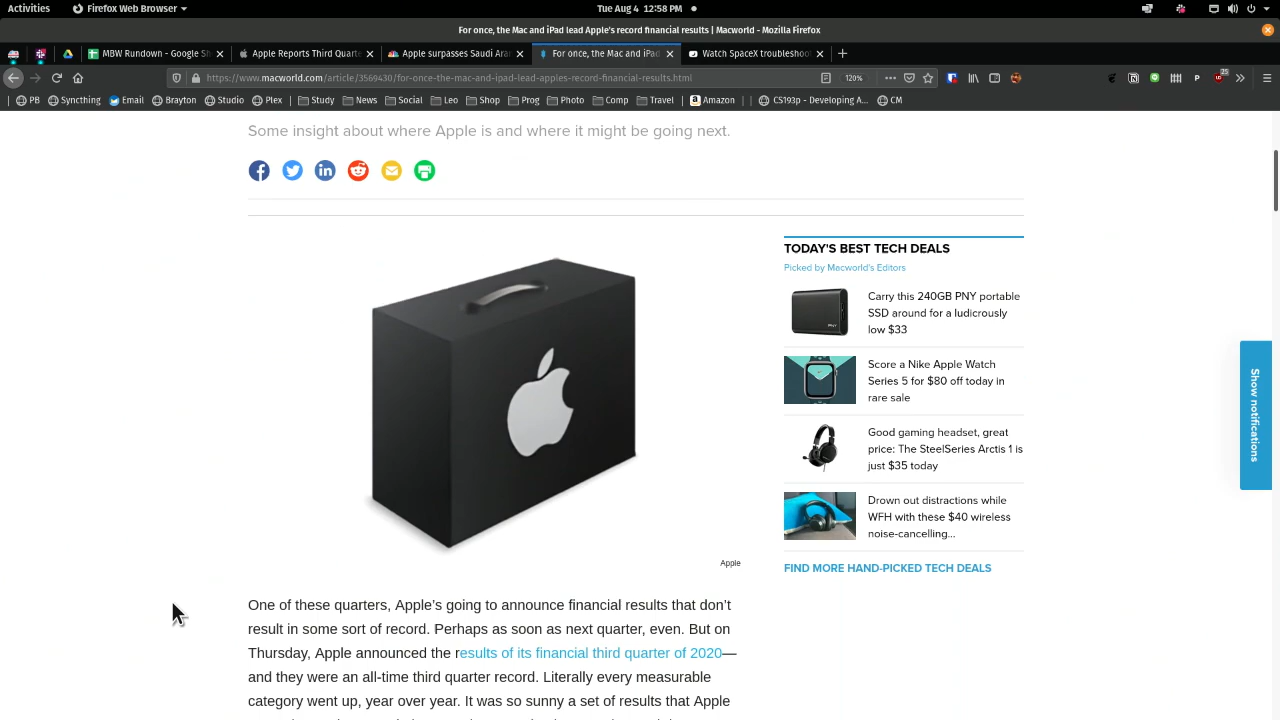 Activities
Firefox Web Browser
Tue Aug 4 12:58 PM
For once, the Mac and iPad lead Apple's record financial results | Macworld - Mozilla Firefox
MBW Rundown - Google Sh
Apple Reports Third Quarte
Apple surpasses Saudi Aran
For once, the Mac and iPad
Watch SpaceX troubleshoot
https://www.macworld.com/article/3569430/for-once-the-mac-and-ipad-lead-apples-record-financial-results.html
120%
25
PB
Syncthing
Email
Brayton
Studio
Plex
Study
News
Social
Leo
Shop
Prog
Photo
Comp
Travel
Amazon
CS193p - Developing A...
CM
Some insight about where Apple is and where it might be going next.
TODAY'S BEST TECH DEALS
Picked by Macworld's Editors
Carry this 240GB PNY portable
SSD around for a ludicrously
low $33
Score a Nike Apple Watch
Series 5 for $80 off today in
rare sale
Good gaming headset, great
price: The SteelSeries Arctis 1 is
just $35 today
Drown out distractions while
WFH with these $40 wireless
noise-cancelling...
FIND MORE HAND-PICKED TECH DEALS
Show notifications
Apple
One of these quarters, Apple's going to announce financial results that don't
result in some sort of record. Perhaps as soon as next quarter, even. But on
Thursday, Apple announced the results of its financial third quarter of 2020—
and they were an all-time third quarter record. Literally every measurable
category went up, year over year. It was so sunny a set of results that Apple